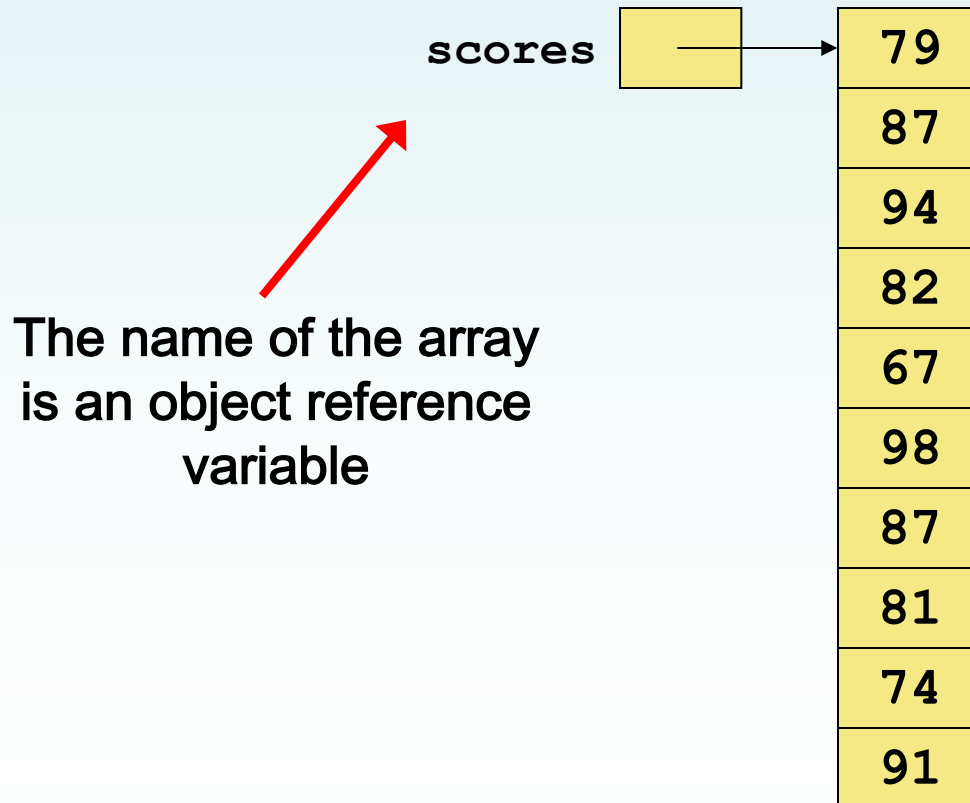 scores 79
87
94
82
67
98
87
81
74
91
The name of the array
is an object reference
variable